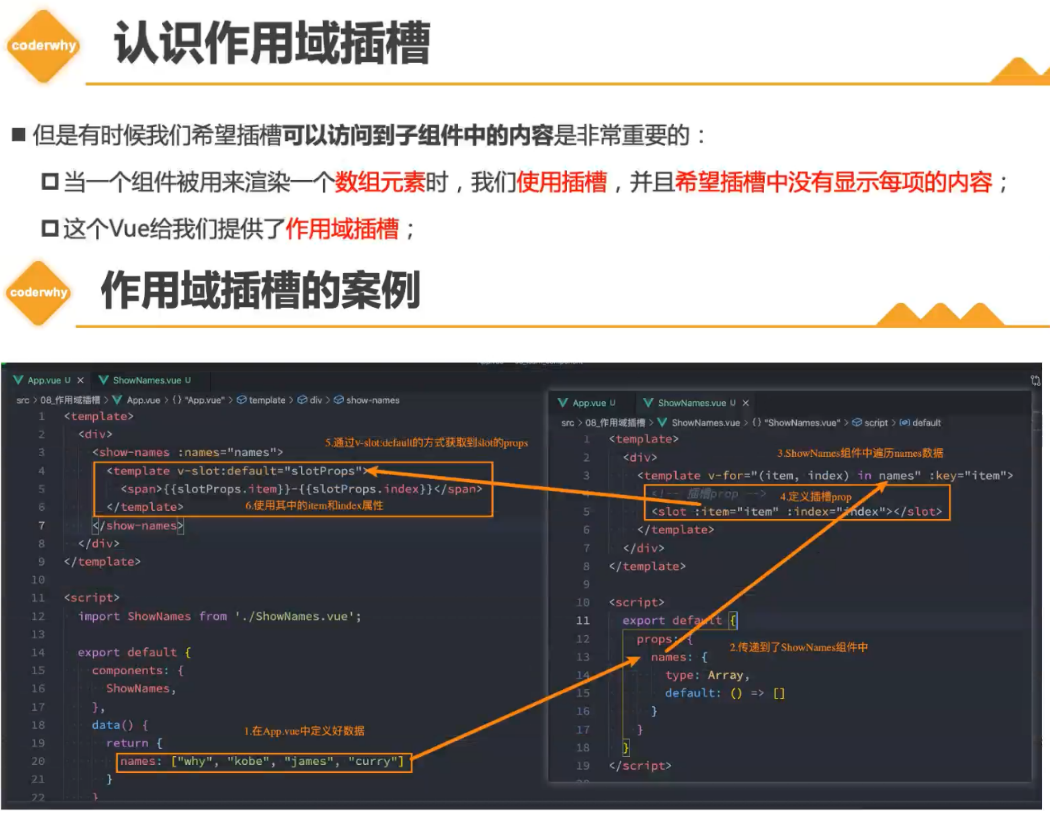 coderwhy
认识作用域插槽
但是有时候我们希望插槽可以访问到子组件中的内容是非常重要的：
当一个组件被用来渲染一个数组元素时，我们使用插槽，并且希望插槽中没有显示每项的内容；
这个Vue给我们提供了作用域插槽；
coderwhy
作用域插槽的案例
App.vue U × ShowNames.vue U
src > 08_作用域插槽 > App.vue > {} "App.vue" > template > div > show-names
1 <template>
2 <div>
5.通过v-slot:default的方式获取到slot的props
3 <show-names :names="names">
4 <template v-slot:default="slotProps">
5 <span>{{slotProps.item}}-{{slotProps.index}}</span>
6 </template>
6.使用其中的item和index属性
7 </show-names>
8 </div>
9 </template>
10
11 <script>
12 import ShowNames from './ShowNames.vue';
13
14 export default {
15 components: {
16 ShowNames,
17 },
18 data() {
1.在App.vue中定义好数据
19 return {
20 names: ["why", "kobe", "james", "curry"]
21 }
22 }
App.vue U ShowNames.vue U ×
src > 08_作用域插槽 > ShowNames.vue > {} "ShowNames.vue" > script > default
1 <template>
3.ShowNames组件中遍历names数据
2 <div>
3 <template v-for="(item, index) in names" :key="item">
4 <!-- 插槽prop -->
4.定义插槽prop
5 <slot :item="item" :index="index"></slot>
6 </template>
7 </div>
8 </template>
9
10 <script>
11 export default {
12 props: {
2.传递到了ShowNames组件中
13 names: {
14 type: Array,
15 default: () => []
16 }
17 }
18 }
19 </script>